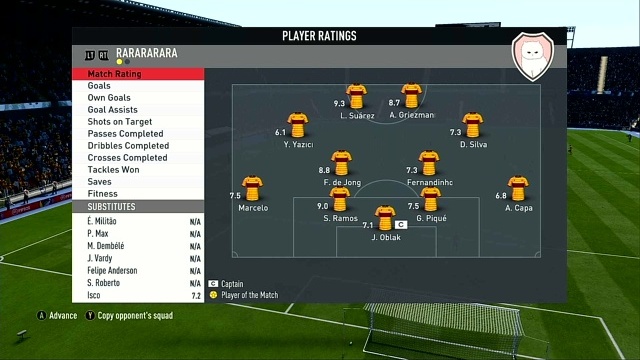 PLAYER RATINGS
LT RT RARARARARA
Match Rating
Goals
Own Goals
Goal Assists
Shots on Target
Passes Completed
Dribbles Completed
Crosses Completed
Tackles Won
Saves
Fitness
SUBSTITUTES
É. Militão N/A
P. Max N/A
M. Dembélé N/A
J. Vardy N/A
Felipe Anderson N/A
S. Roberto N/A
Isco 7.2
9.3 8.7
L. Suárez A. Griezmann
6.1 7.3
Y. Yazici D. Silva
8.8 7.3
F. de Jong Fernandinho
7.5 9.0 7.5 6.8
Marcelo S. Ramos G. Piqué A. Capa
7.1 C
J. Oblak
C Captain
Player of the Match
A Advance Y Copy opponent's squad